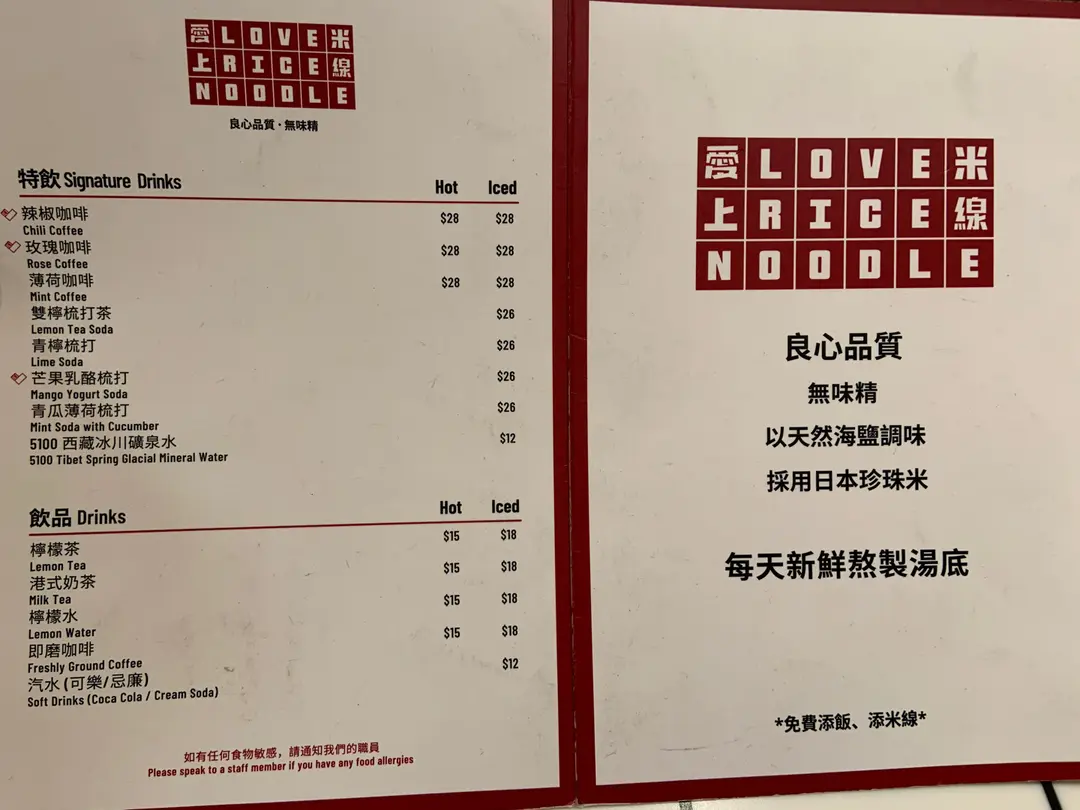 愛LOVE米
上RICE線
NOODLE
良心品質·無味精
特飲 Signature Drinks Hot Iced
辣椒咖啡 $28 $28
Chili Coffee
玫瑰咖啡 $28 $28
Rose Coffee
薄荷咖啡 $28 $28
Mint Coffee
雙檸梳打茶 $26
Lemon Tea Soda
青檸梳打 $26
Lime Soda
芒果乳酪梳打 $26
Mango Yogurt Soda
青瓜薄荷梳打 $26
Mint Soda with Cucumber
5100 西藏冰川礦泉水 $12
5100 Tibet Spring Glacial Mineral Water
飲品 Drinks Hot Iced
檸檬茶 $15 $18
Lemon Tea
港式奶茶 $15 $18
Milk Tea
檸檬水 $15 $18
Lemon Water
即磨咖啡 $15 $18
Freshly Ground Coffee
汽水 (可樂/忌廉) $12
Soft Drinks (Coca Cola / Cream Soda)
如有任何食物敏感，請通知我們的職員
Please speak to a staff member if you have any food allergies
愛LOVE米
上RICE線
NOODLE
良心品質
無味精
以天然海鹽調味
採用日本珍珠米
每天新鮮熬製湯底
*免費添飯、添米線*